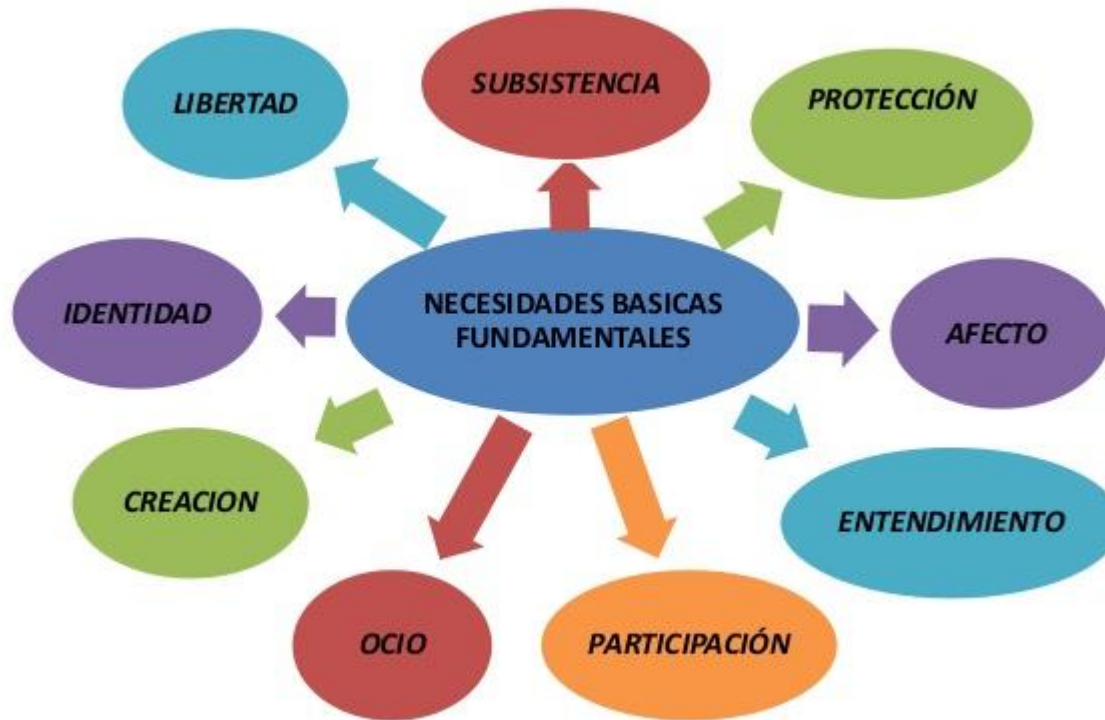 SUBSISTENCIA
PROTECCIÓN
LIBERTAD
NECESIDADES BASICAS
FUNDAMENTALES
IDENTIDAD
AFECTO
CREACION
ENTENDIMIENTO
OCIO
PARTICIPACIÓN